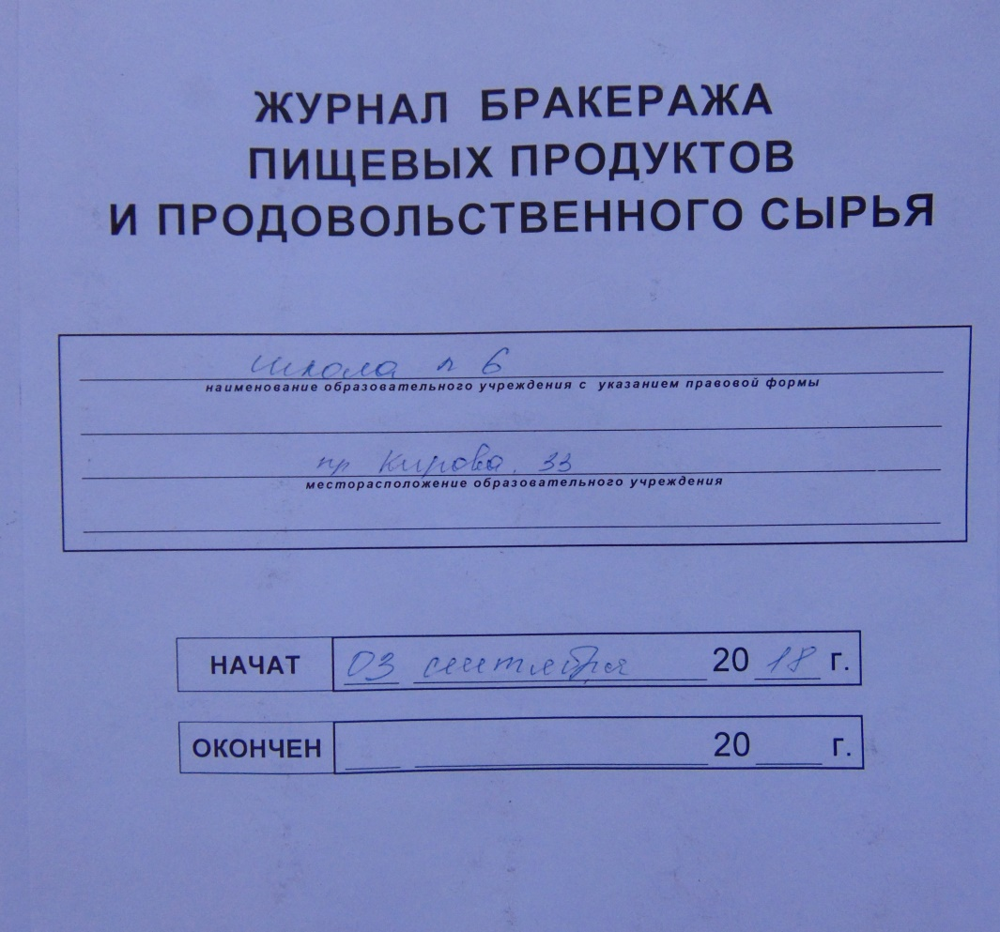 ЖУРНАЛ БРАКЕРАЖА
ПИЩЕВЫХ ПРОДУКТОВ
И ПРОДОВОЛЬСТВЕННОГО СЫРЬЯ
школа n 6
наименование образовательного учреждения с указанием правовой формы
пр Кирова. 33
месторасположение образовательного учреждения
НАЧАТ 03 сентября 20 18 г.
ОКОНЧЕН 20 г.